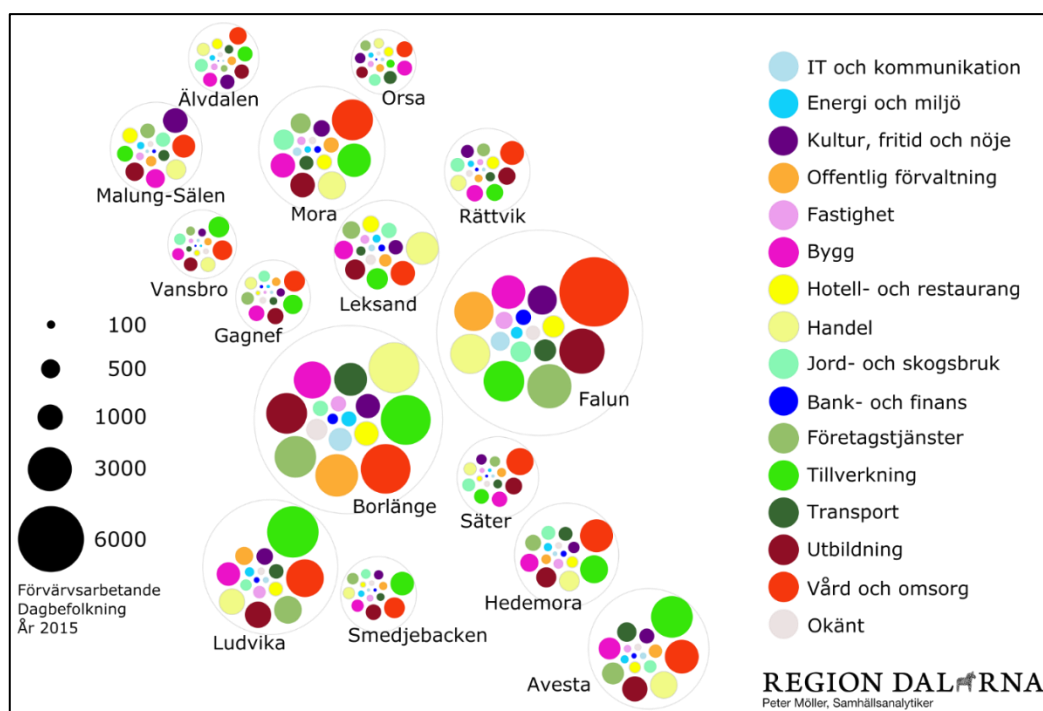 Älvdalen
Orsa
Malung-Sälen
Mora
Rättvik
Vansbro
Leksand
Gagnef
Falun
Borlänge
Säter
Hedemora
Ludvika
Smedjebacken
Avesta
100
500
1000
3000
6000
Förvärvsarbetande
Dagbefolkning
År 2015
IT och kommunikation
Energi och miljö
Kultur, fritid och nöje
Offentlig förvaltning
Fastighet
Bygg
Hotell- och restaurang
Handel
Jord- och skogsbruk
Bank- och finans
Företagstjänster
Tillverkning
Transport
Utbildning
Vård och omsorg
Okänt
REGION DALARNA
Peter Möller, Samhällsanalytiker